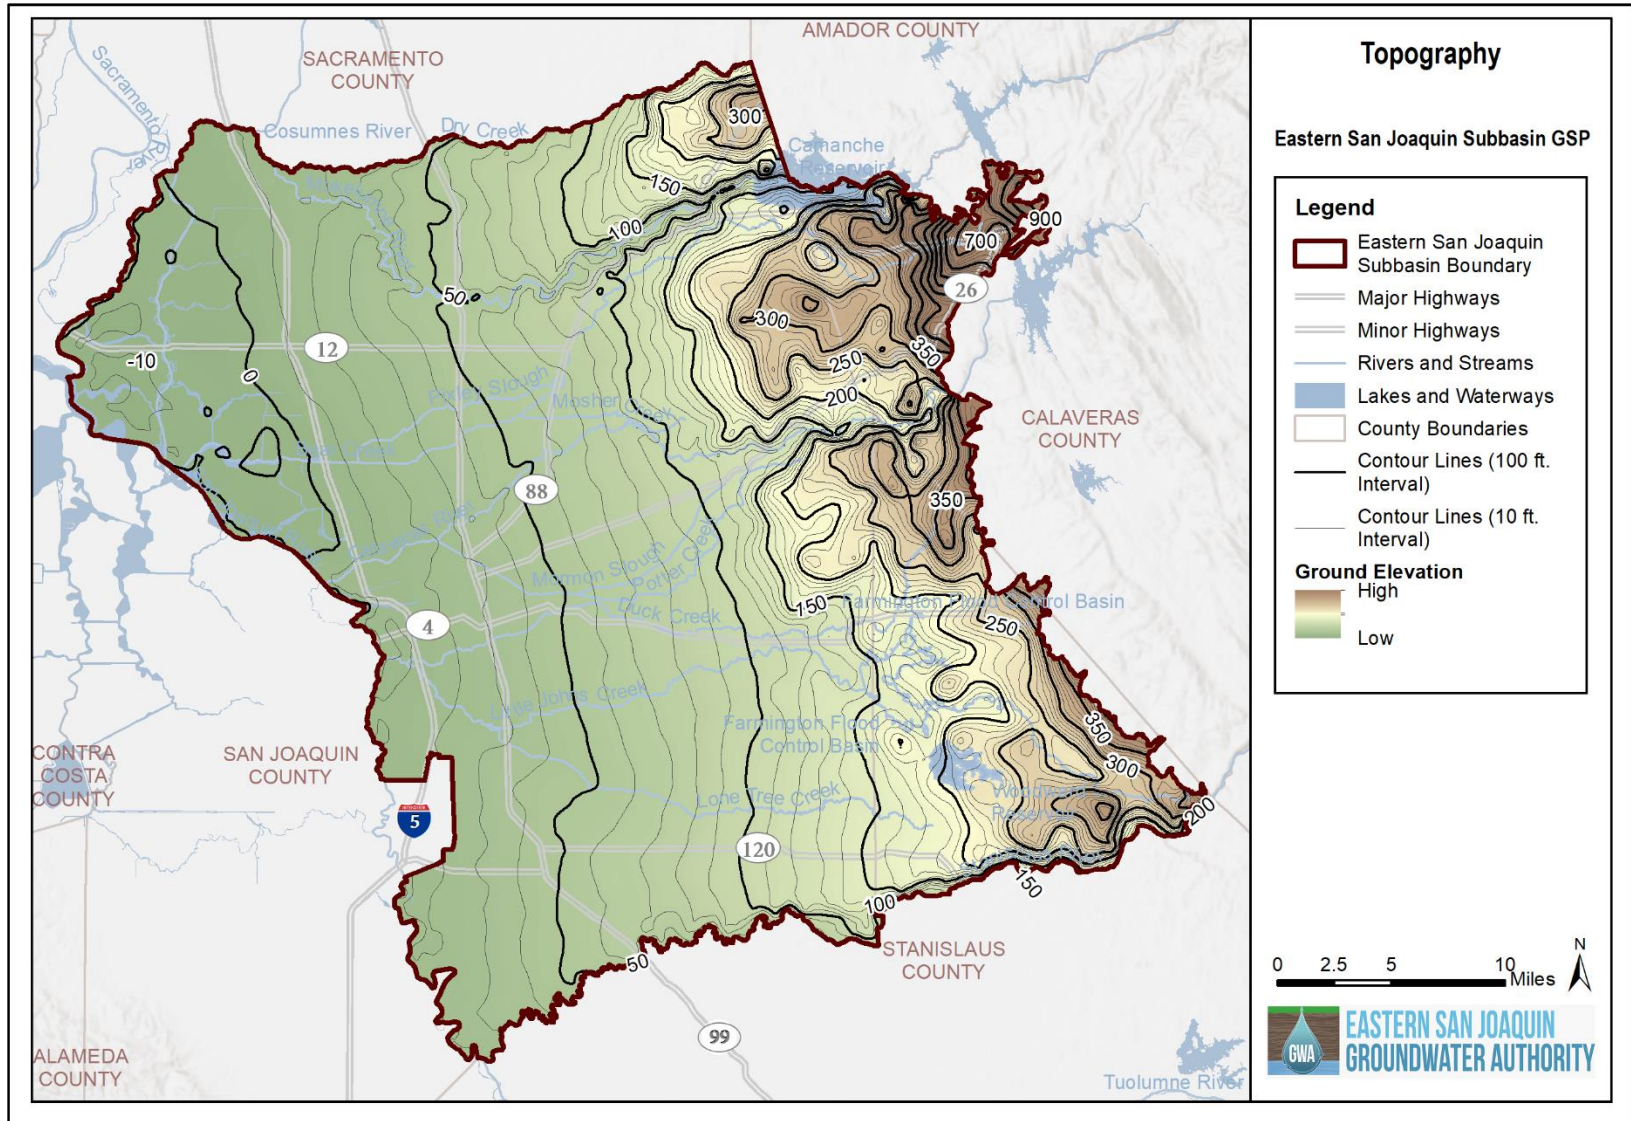 AMADOR COUNTY
SACRAMENTO
COUNTY
Sacramento River
Cosumnes River
Dry Creek
300
Camanche
Reservoir
150
100
900
700
50
26
300
12
350
-10
0
250
200
Pixley Slough
Mosher Creek
CALAVERAS
COUNTY
88
350
Mormon Slough
Potter Creek
150
Farmington Flood Control Basin
Duck Creek
4
250
Little Johns Creek
Farmington Flood
Control Basin
350
CONTRA
COSTA
COUNTY
SAN JOAQUIN
COUNTY
300
Lone Tree Creek
Woodward
Reservoir
200
5
120
150
100
50
STANISLAUS
COUNTY
99
ALAMEDA
COUNTY
Tuolumne River
Topography
Eastern San Joaquin Subbasin GSP
Legend
Eastern San Joaquin
Subbasin Boundary
Major Highways
Minor Highways
Rivers and Streams
Lakes and Waterways
County Boundaries
Contour Lines (100 ft.
Interval)
Contour Lines (10 ft.
Interval)
Ground Elevation
High
Low
N
0 2.5 5 10
Miles
GWA
EASTERN SAN JOAQUIN
GROUNDWATER AUTHORITY